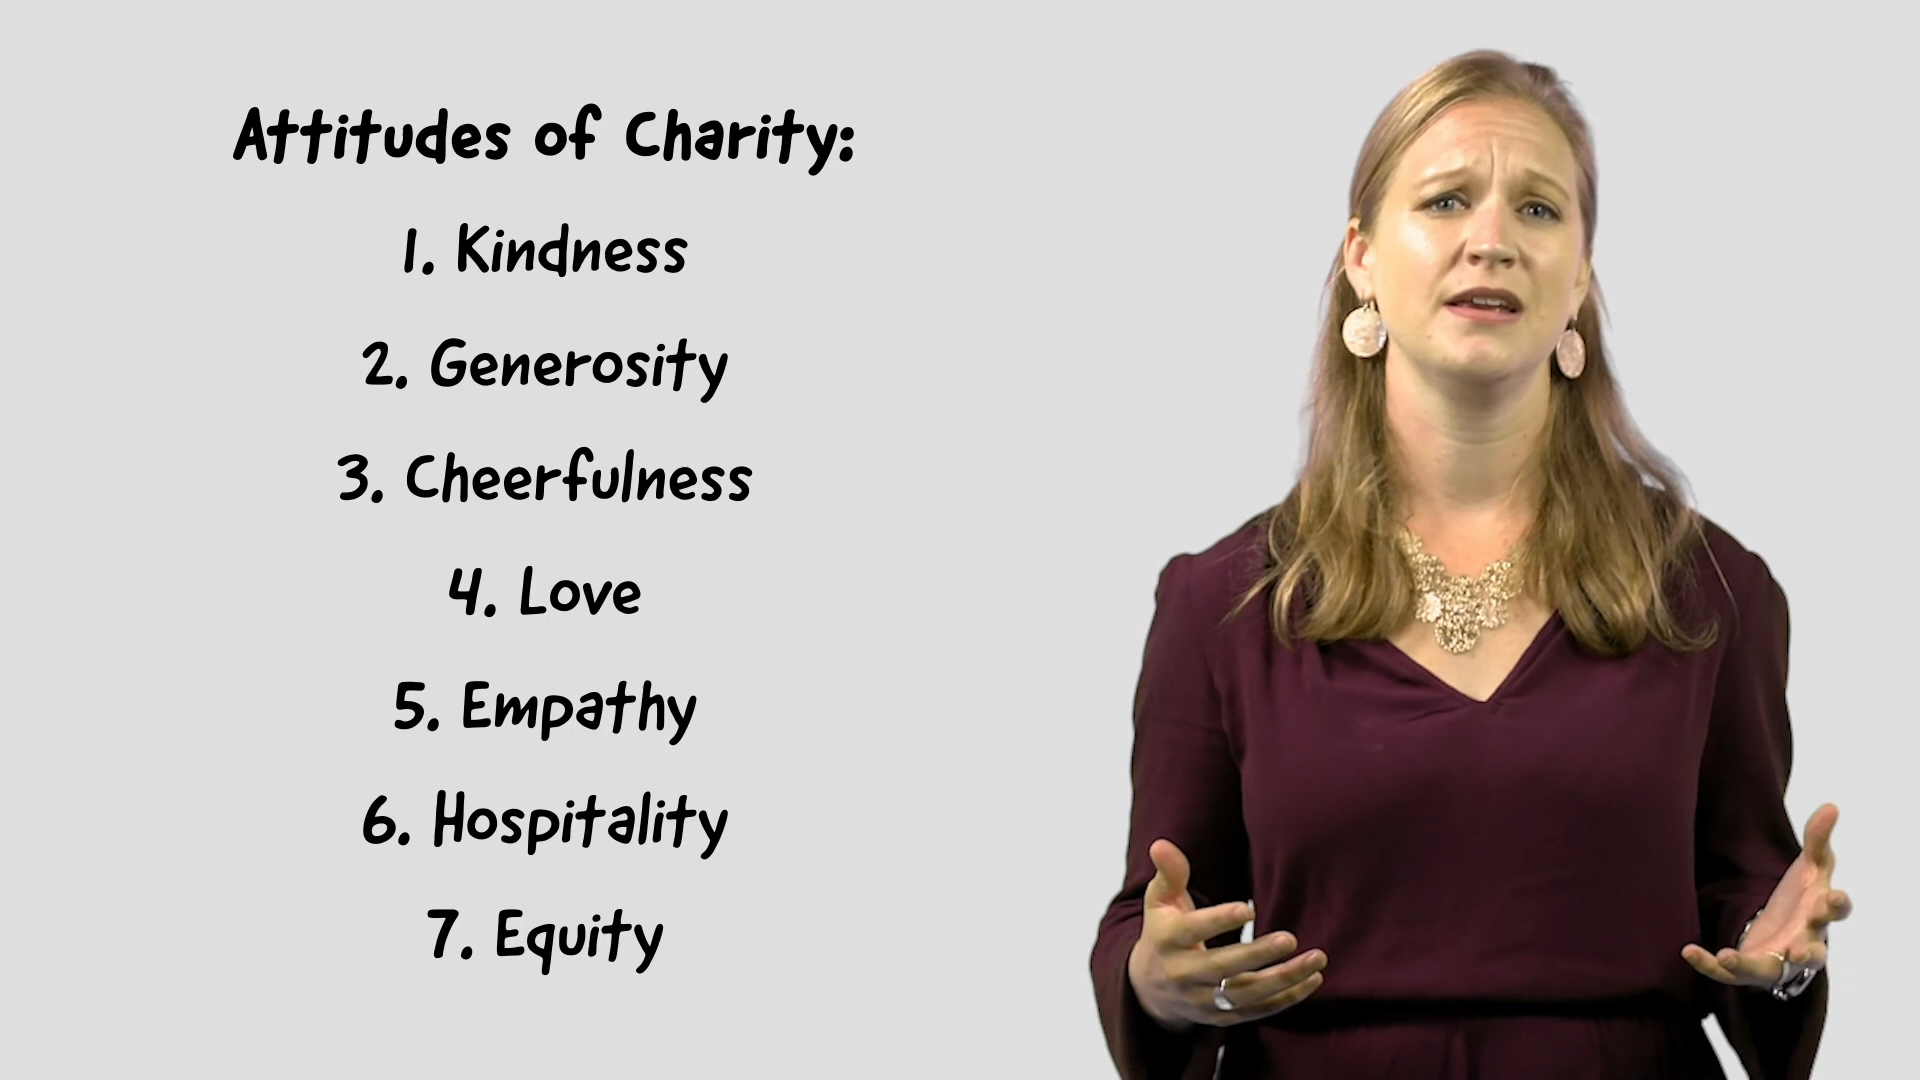 Attitudes of Charity:
1. Kindness
2. Generosity
3. Cheerfulness
4. Love
5. Empathy
6. Hospitality
7. Equity